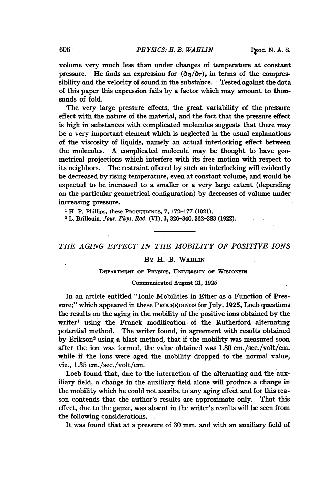 606 PHYSICS: H. B. WAHLIN Proc. N. A. S.
volume very much less than under changes of temperature at constant
pressure. He finds an expression for (∂η/∂τ)ᵥ in terms of the compres-
sibility and the velocity of sound in the substance. Tested against the data
of this paper this expression fails by a factor which may amount to thou-
sands of fold.
The very large pressure effects, the great variability of the pressure
effect with the nature of the material, and the fact that the pressure effect
is high in substances with complicated molecules suggests that there may
be a very important element which is neglected in the usual explanations
of the viscosity of liquids, namely an actual interlocking effect between
the molecules. A complicated molecule may be thought to have geo-
metrical projections which interfere with its free motion with respect to
its neighbors. The restraint offered by such an interlocking will evidently
be decreased by rising temperature, even at constant volume, and would be
expected to be increased to a smaller or a very large extent (depending
on the particular geometrical configuration) by decreases of volume under
increasing pressure.
¹ H. B. Phillips, these PROCEEDINGS, 7, 172–177 (1921).
² L. Brillouin, Jour. Phys. Rad. (VI), 3, 326–340, 362–383 (1922).
THE AGING EFFECT IN THE MOBILITY OF POSITIVE IONS
BY H. B. WAHLIN
DEPARTMENT OF PHYSICS, UNIVERSITY OF WISCONSIN
Communicated August 31, 1925
In an article entitled "Ionic Mobilities in Ether as a Function of Pres-
sure;" which appeared in these PROCEEDINGS for July, 1925, Loeb questions
the results on the aging in the mobility of the positive ions obtained by the
writer¹ using the Franck modification of the Rutherford alternating
potential method. The writer found, in agreement with results obtained
by Erikson² using a blast method, that if the mobility was measured soon
after the ion was formed, the value obtained was 1.80 cm./sec./volt/cm.
while if the ions were aged the mobility dropped to the normal value,
viz., 1.35 cm./sec./volt/cm.
Loeb found that, due to the interaction of the alternating and the aux-
iliary field, a change in the auxiliary field alone will produce a change in
the mobility which he could not ascribe to any aging effect and for this rea-
son contends that the author's results are approximate only. That this
effect, due to the gauze, was absent in the writer's results will be seen from
the following considerations.
It was found that at a pressure of 30 mm. and with an auxiliary field of